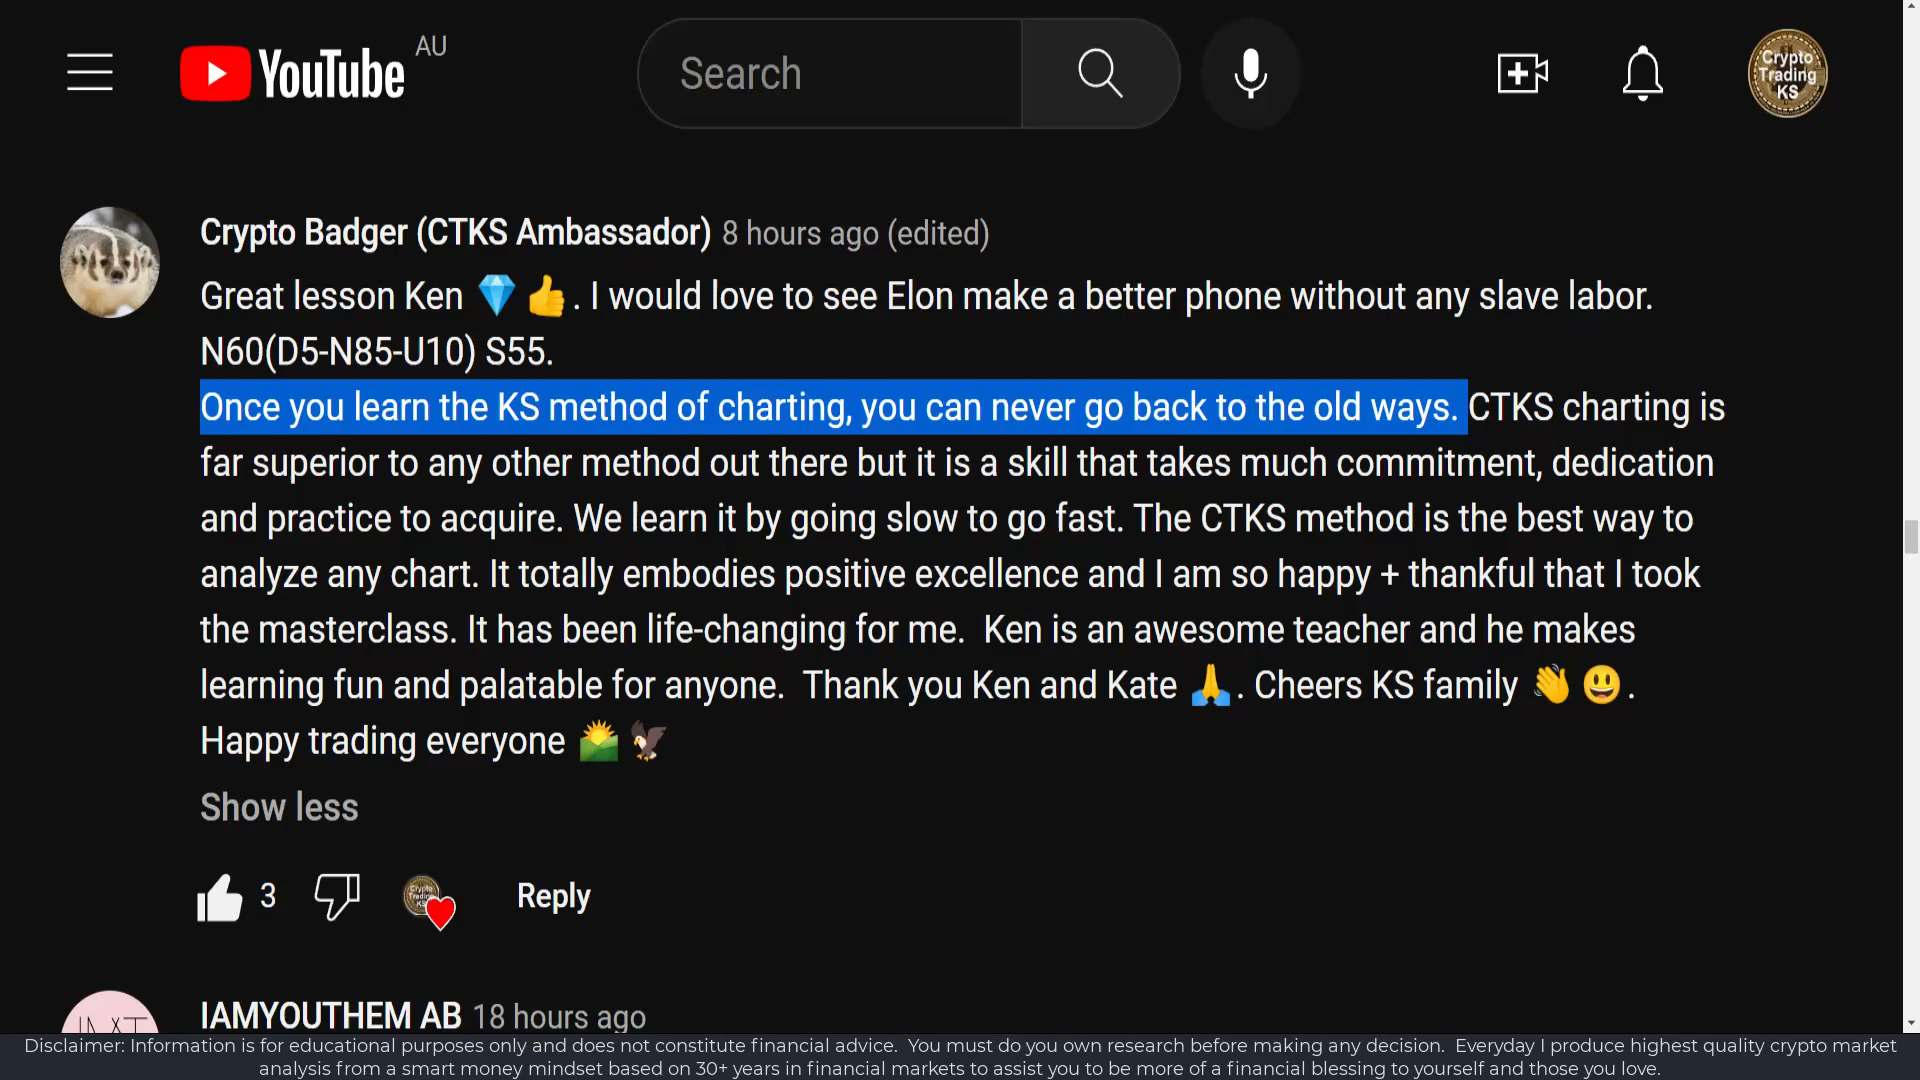 YouTube AU
Search
Crypto Trading KS
Crypto Badger (CTKS Ambassador) 8 hours ago (edited)
Great lesson Ken 💎 👍 . I would love to see Elon make a better phone without any slave labor.
N60(D5-N85-U10) S55.
Once you learn the KS method of charting, you can never go back to the old ways. CTKS charting is
far superior to any other method out there but it is a skill that takes much commitment, dedication
and practice to acquire. We learn it by going slow to go fast. The CTKS method is the best way to
analyze any chart. It totally embodies positive excellence and I am so happy + thankful that I took
the masterclass. It has been life-changing for me.  Ken is an awesome teacher and he makes
learning fun and palatable for anyone.  Thank you Ken and Kate 🙏 . Cheers KS family 👋 😃 .
Happy trading everyone 🌄 🦅
Show less
3 Reply
IAMYOUTHEM AB 18 hours ago
Disclaimer: Information is for educational purposes only and does not constitute financial advice.  You must do you own research before making any decision.  Everyday I produce highest quality crypto market
analysis from a smart money mindset based on 30+ years in financial markets to assist you to be more of a financial blessing to yourself and those you love.